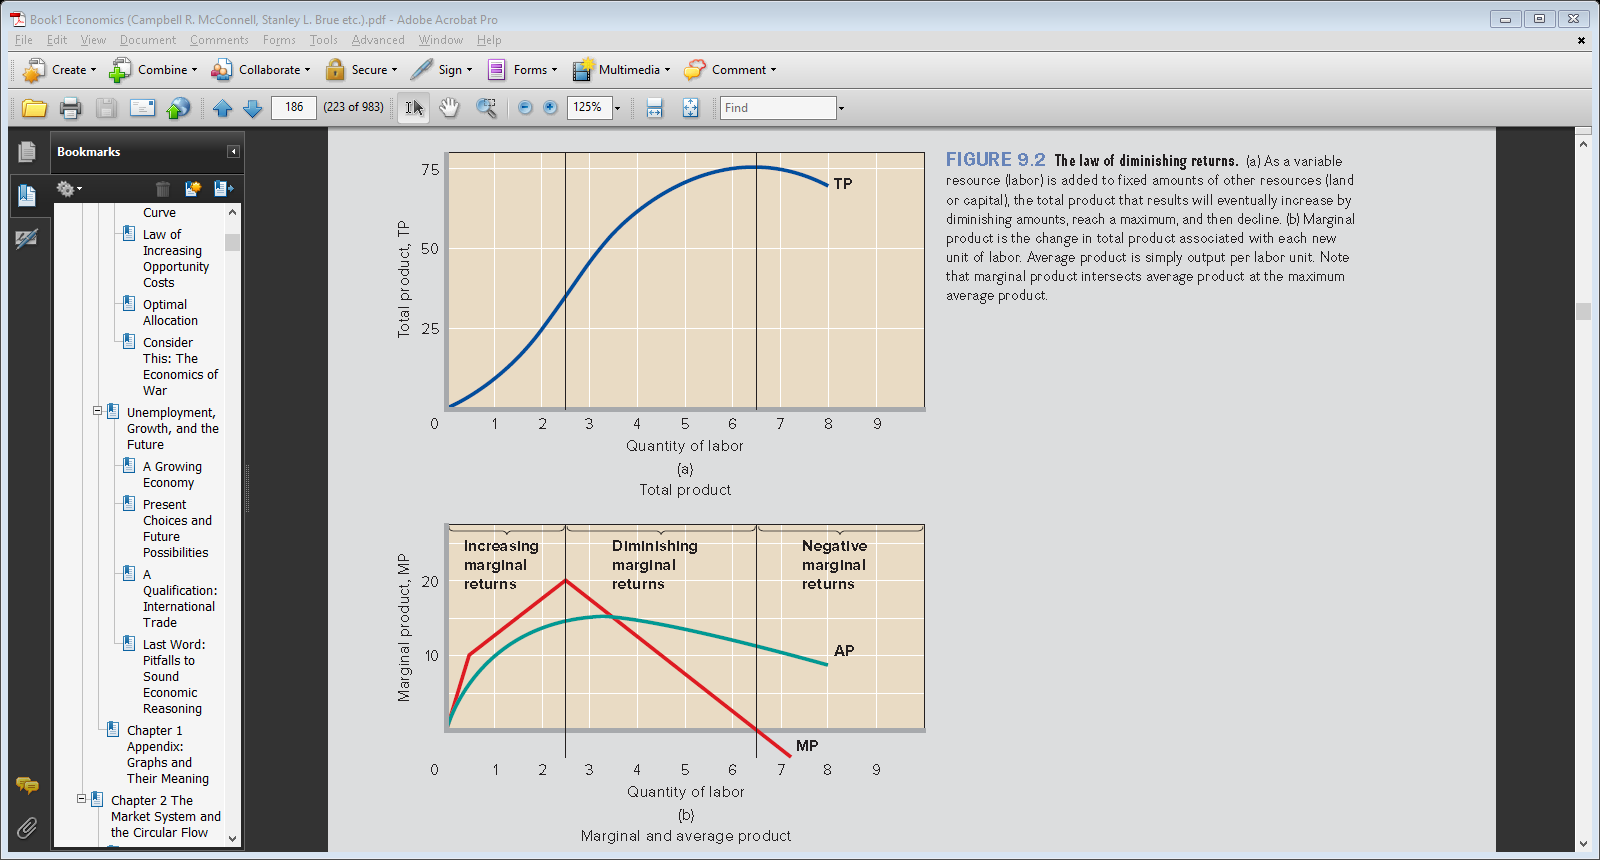 Book1 Economics (Campbell R. McConnell, Stanley L. Brue etc.).pdf - Adobe Acrobat Pro
File Edit View Document Comments Forms Tools Advanced Window Help
Create Combine Collaborate Secure Sign Forms Multimedia Comment
186 (223 of 983) 125% Find
Bookmarks
Curve
Law of
Increasing
Opportunity
Costs
Optimal
Allocation
Consider
This: The
Economics of
War
Unemployment,
Growth, and the
Future
A Growing
Economy
Present
Choices and
Future
Possibilities
A
Qualification:
International
Trade
Last Word:
Pitfalls to
Sound
Economic
Reasoning
Chapter 1
Appendix:
Graphs and
Their Meaning
Chapter 2 The
Market System and
the Circular Flow
Total product, TP
75
50
25
TP
0 1 2 3 4 5 6 7 8 9
Quantity of labor
(a)
Total product
FIGURE 9.2 The law of diminishing returns. (a) As a variable
resource (labor) is added to fixed amounts of other resources (land
or capital), the total product that results will eventually increase by
diminishing amounts, reach a maximum, and then decline. (b) Marginal
product is the change in total product associated with each new
unit of labor. Average product is simply output per labor unit. Note
that marginal product intersects average product at the maximum
average product.
Marginal product, MP
20
10
Increasing
marginal
returns
Diminishing
marginal
returns
Negative
marginal
returns
AP
MP
0 1 2 3 4 5 6 7 8 9
Quantity of labor
(b)
Marginal and average product